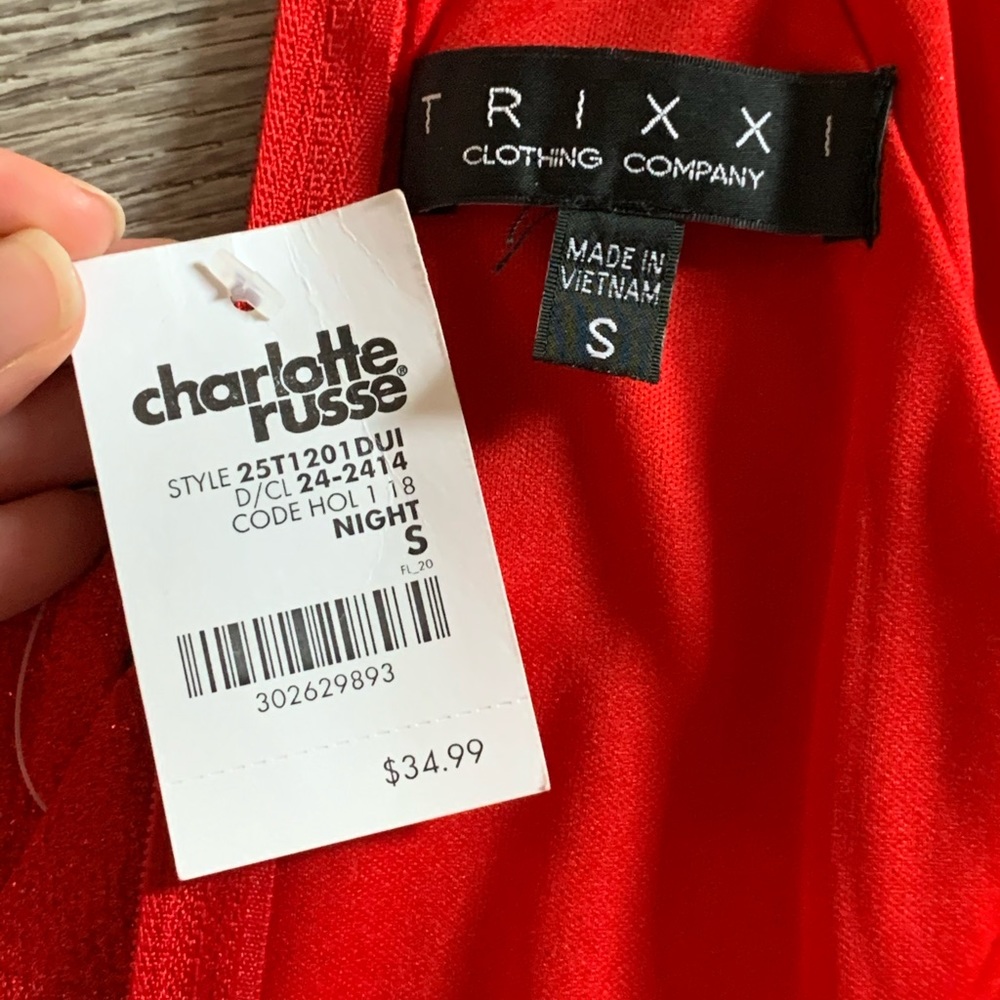 TRIXXI
CLOTHING COMPANY
MADE IN
VIETNAM
S
charlotte
russe®
STYLE 25T1201DUI
D/CL 24-2414
CODE HOL 1 18
NIGHT
S
FL_20
302629893
$34.99